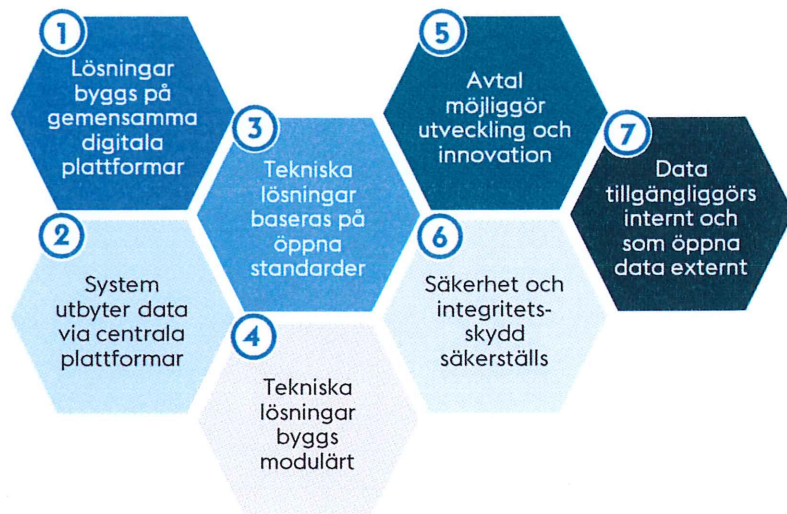 1
Lösningar
byggs på
gemensamma
digitala
plattformar
2
System
utbyter data
via centrala
plattformar
3
Tekniska
lösningar
baseras på
öppna
standarder
4
Tekniska
lösningar
byggs
modulärt
5
Avtal
möjliggör
utveckling och
innovation
6
Säkerhet och
integritets-
skydd
säkerställs
7
Data
tillgängliggörs
internt och
som öppna
data externt